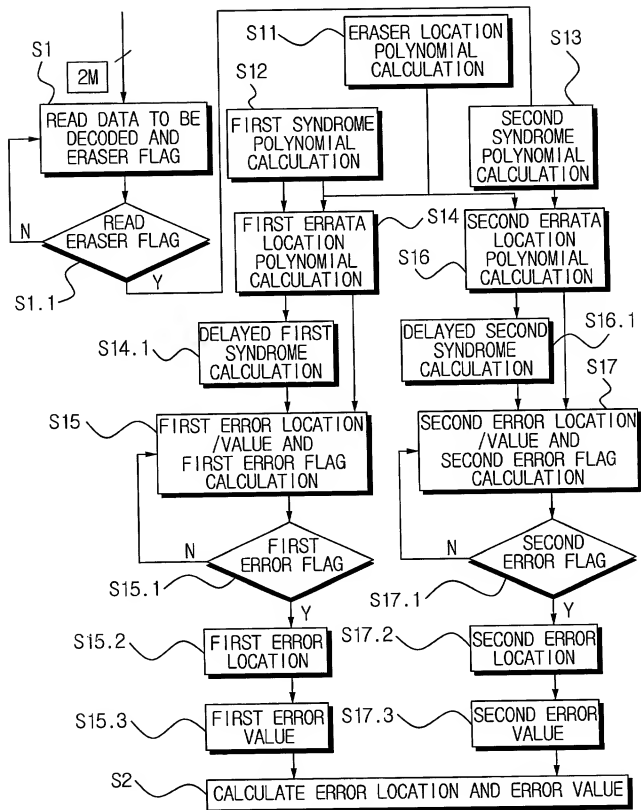 S1
2M
READ DATA TO BE
DECODED AND
ERASER FLAG
N
READ
ERASER FLAG
Y
S1.1
S11
ERASER LOCATION
POLYNOMIAL
CALCULATION
S12
FIRST SYNDROME
POLYNOMIAL
CALCULATION
S13
SECOND
SYNDROME
POLYNOMIAL
CALCULATION
S14
FIRST ERRATA
LOCATION
POLYNOMIAL
CALCULATION
S16
SECOND ERRATA
LOCATION
POLYNOMIAL
CALCULATION
S14.1
DELAYED FIRST
SYNDROME
CALCULATION
S16.1
DELAYED SECOND
SYNDROME
CALCULATION
S15
FIRST ERROR LOCATION
/VALUE AND
FIRST ERROR FLAG
CALCULATION
S17
SECOND ERROR LOCATION
/VALUE AND
SECOND ERROR FLAG
CALCULATION
N
FIRST
ERROR FLAG
S15.1
Y
N
SECOND
ERROR FLAG
S17.1
Y
S15.2
FIRST ERROR
LOCATION
S17.2
SECOND ERROR
LOCATION
S15.3
FIRST ERROR
VALUE
S17.3
SECOND ERROR
VALUE
S2
CALCULATE ERROR LOCATION AND ERROR VALUE